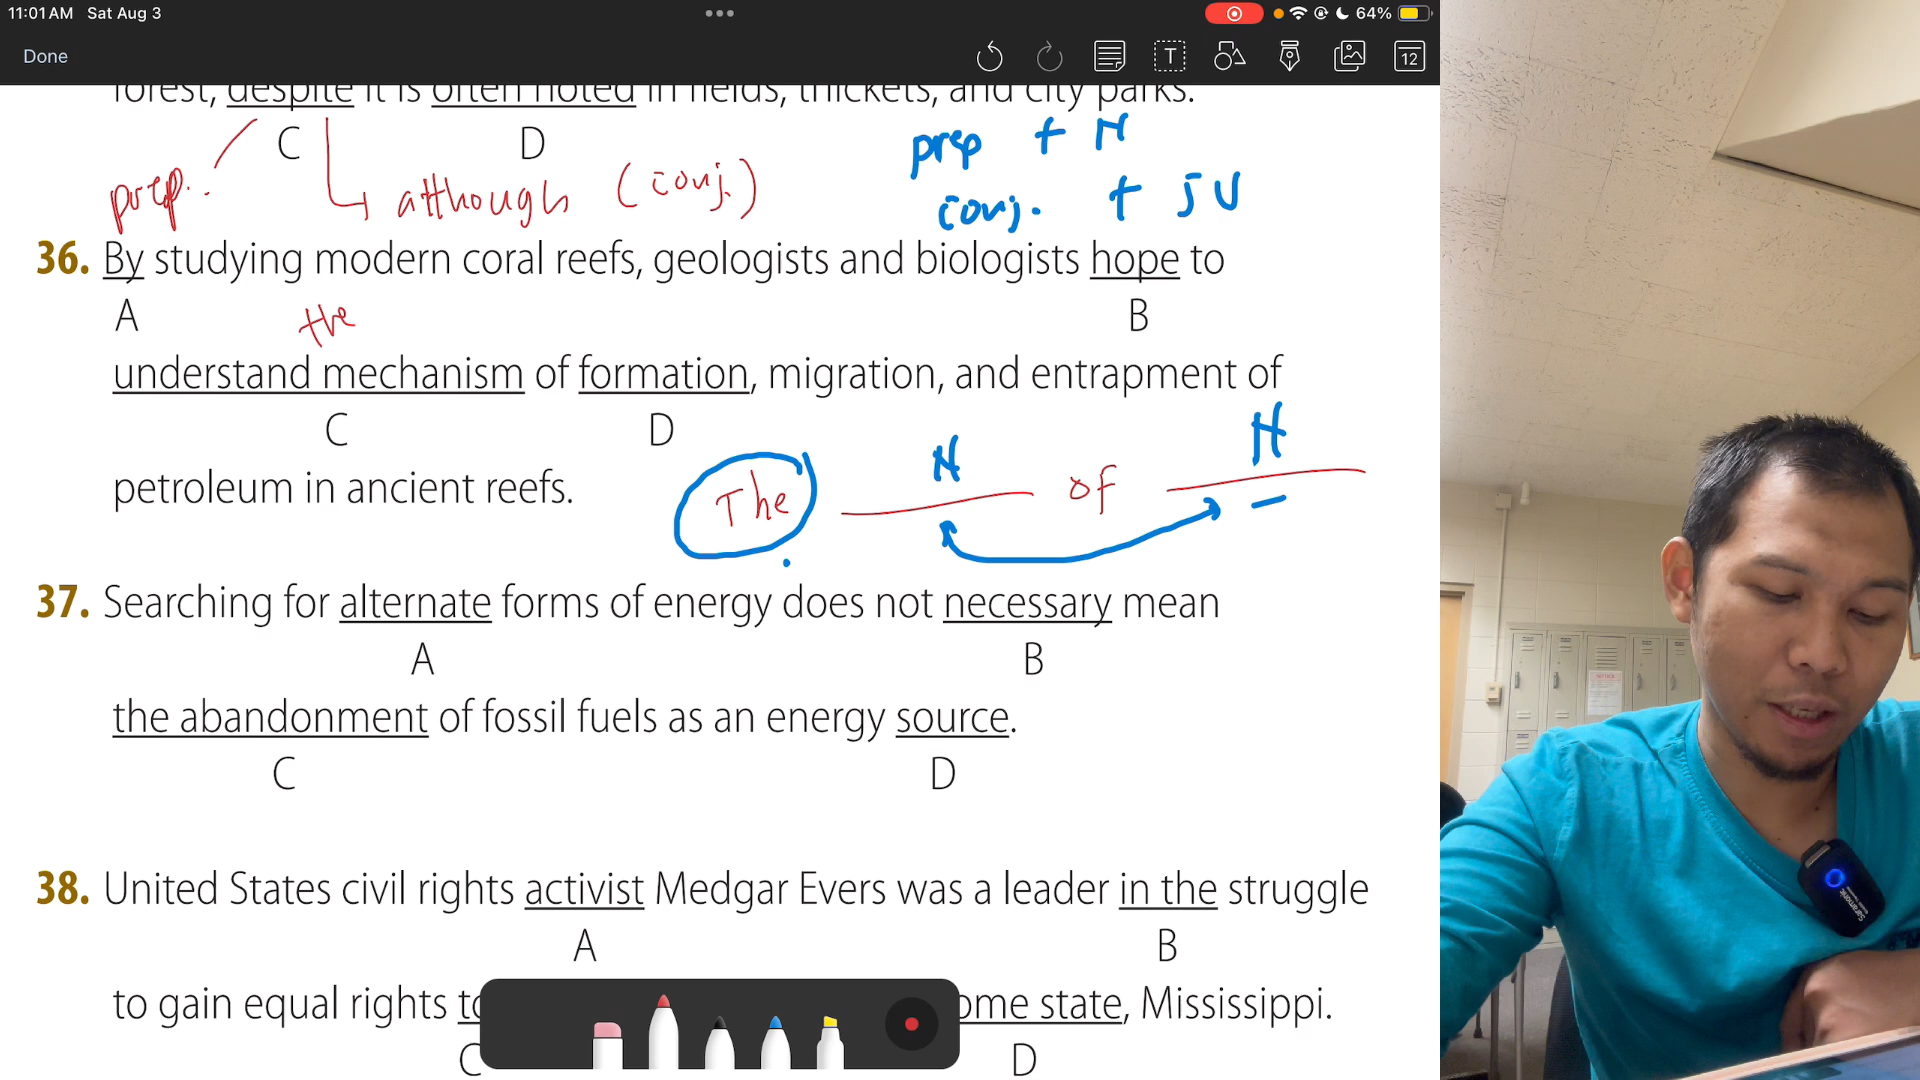 11:01 AM Sat Aug 3
64%
Done
T
12
forest, despite it is often noted in fields, thickets, and city parks.
C D
prep + N
prep. although (conj.)
conj. + SV
36. By studying modern coral reefs, geologists and biologists hope to
A B
the
understand mechanism of formation, migration, and entrapment of
C D
N N
petroleum in ancient reefs.
The of
37. Searching for alternate forms of energy does not necessary mean
A B
the abandonment of fossil fuels as an energy source.
C D
38. United States civil rights activist Medgar Evers was a leader in the struggle
A B
to gain equal rights ome state, Mississippi.
C D
Saramonic